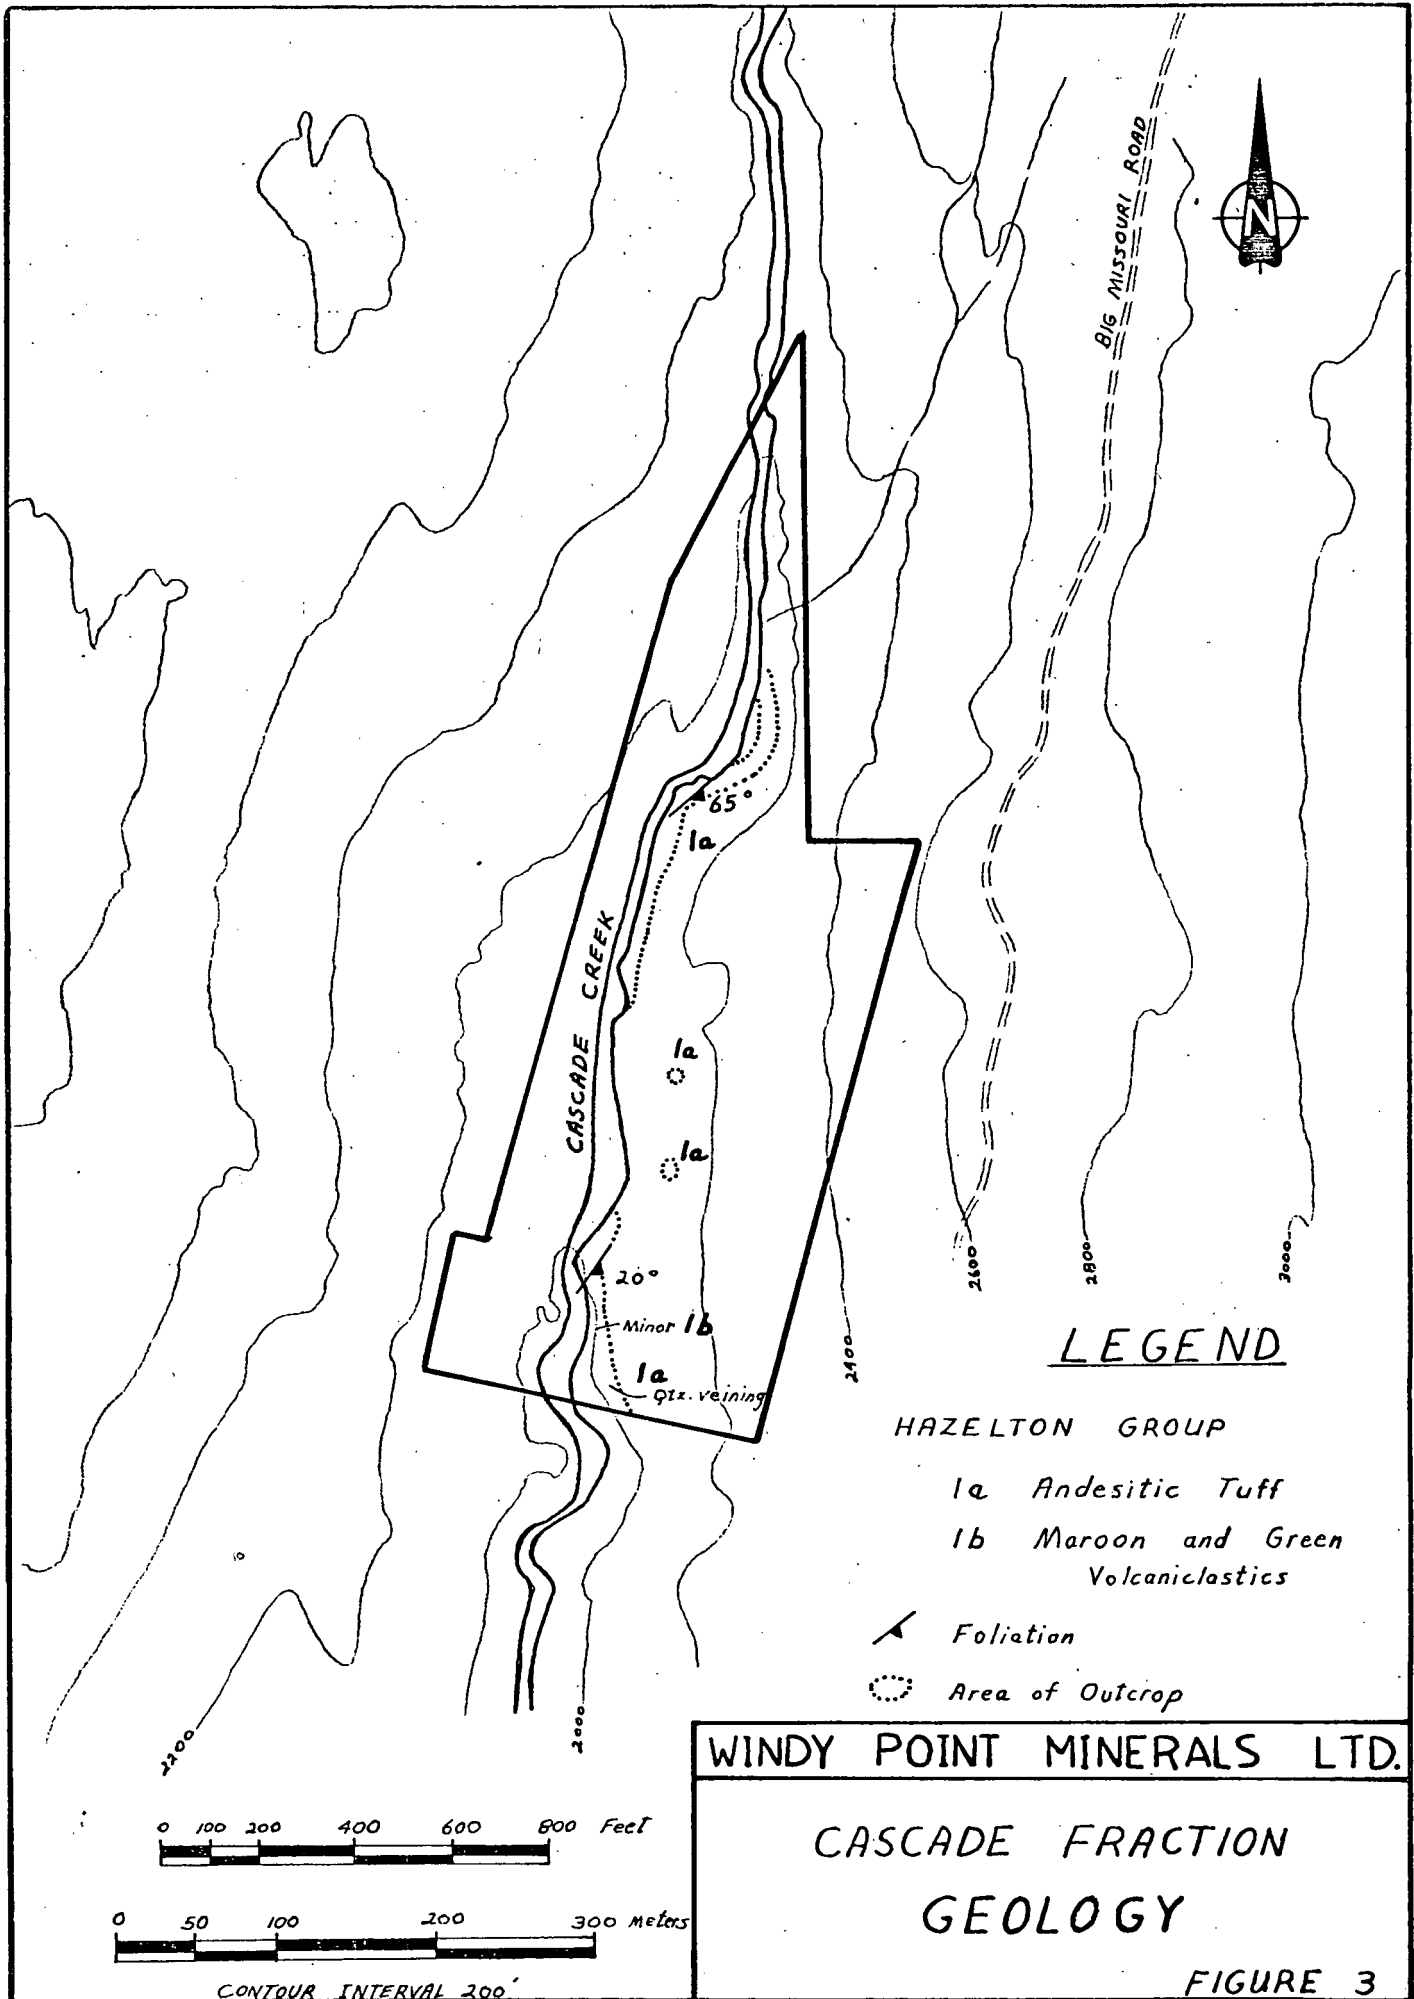 BIG MISSOURI ROAD
N
65°
1a
CASCADE CREEK
1a
1a
20°
Minor 1b
1a
Qtz. veining
2600
2800
3000
2400
2200
2000
LEGEND
HAZELTON GROUP
1a Andesitic Tuff
1b Maroon and Green
Volcaniclastics
Foliation
Area of Outcrop
WINDY POINT MINERALS LTD.
CASCADE FRACTION
GEOLOGY
FIGURE 3
0 100 200 400 600 800 Feet
0 50 100 200 300 Meters
CONTOUR INTERVAL 200'